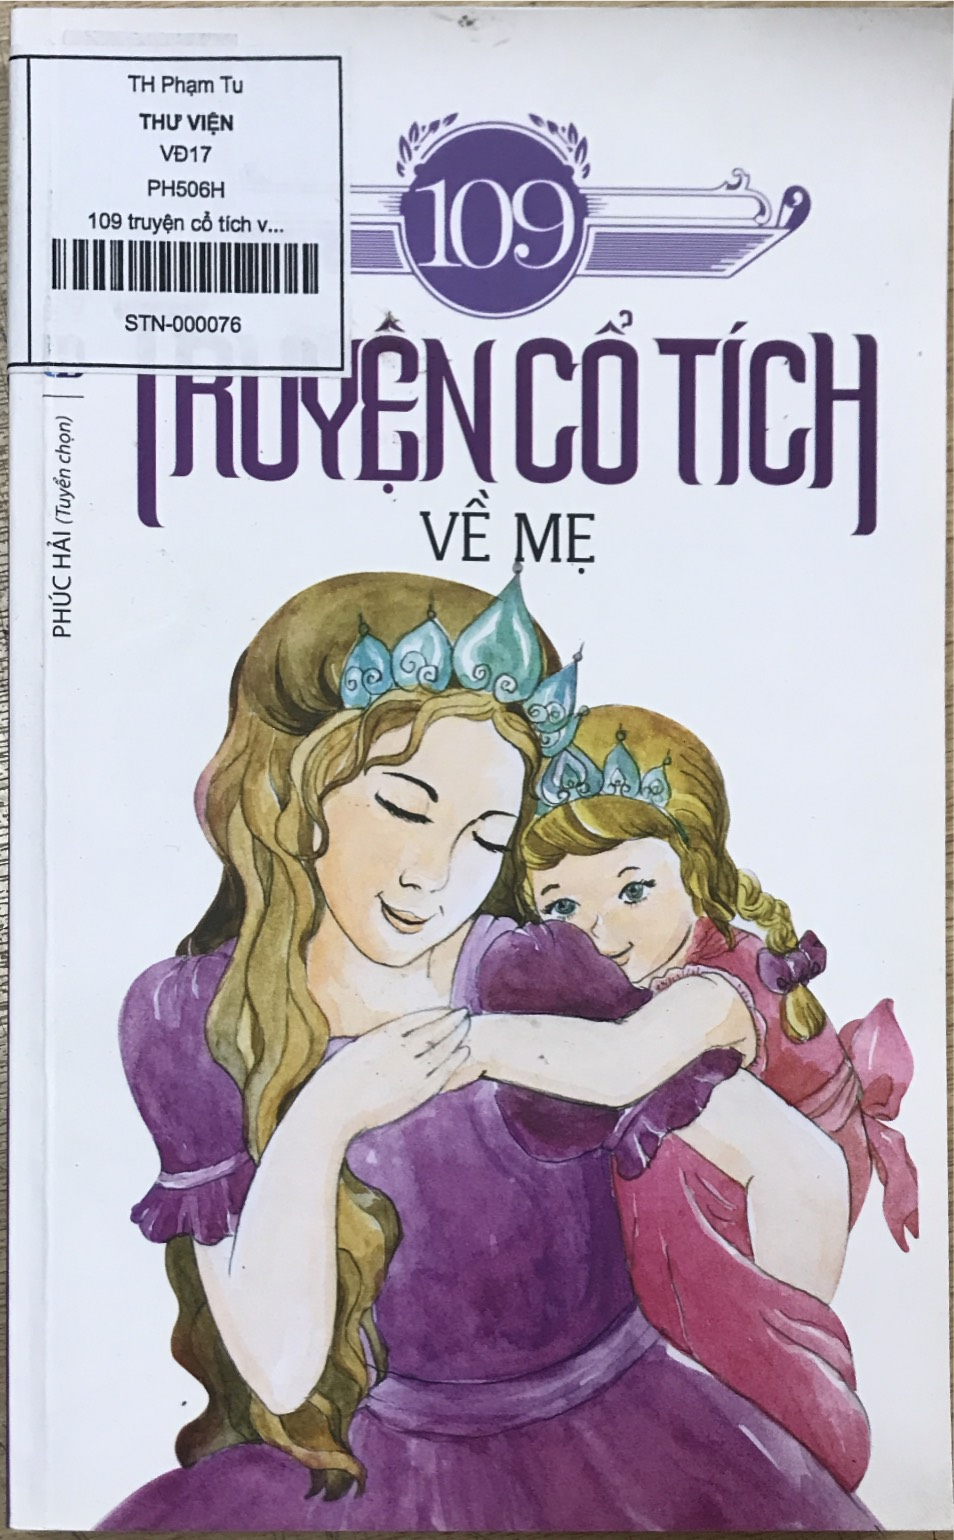 TH Phạm Tu
THƯ VIỆN
VĐ17
PH506H
109 truyện cổ tích v...
STN-000076
109
TRUYỆN CỔ TÍCH
VỀ MẸ
PHÚC HẢI (Tuyển chọn)